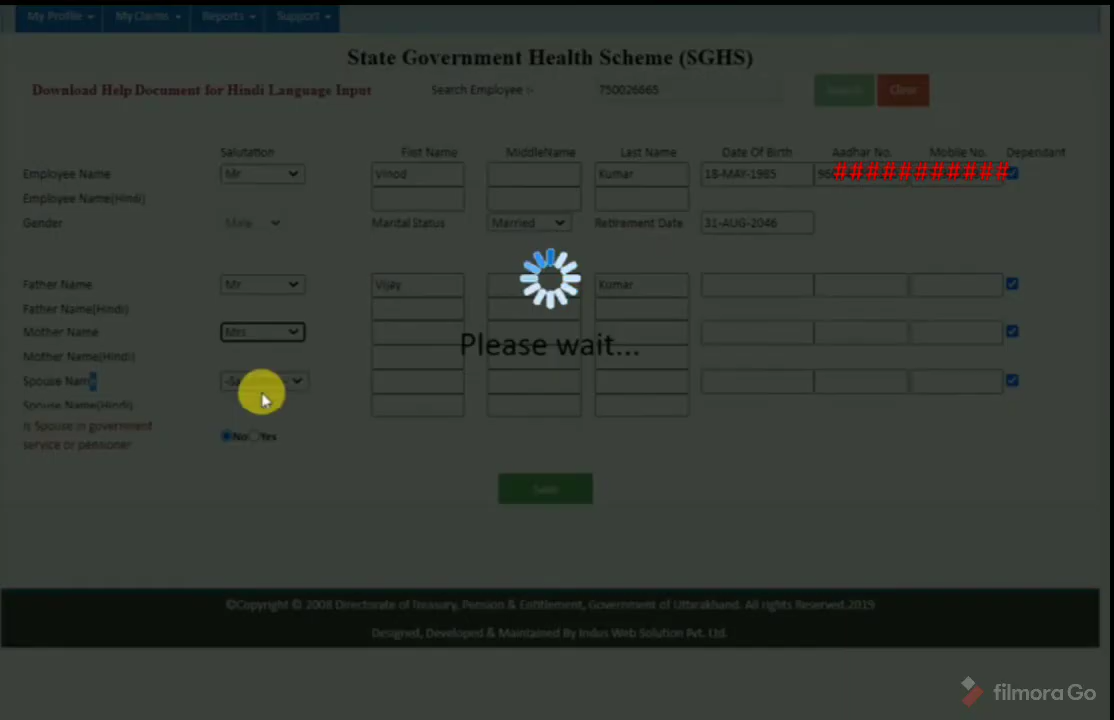 My Profile My Claims Reports Support
State Government Health Scheme (SGHS)
Download Help Document for Hindi Language Input Search Employee :- 750026665 Search Clear
Salutation First Name MiddleName Last Name Date Of Birth Aadhar No. Mobile No. Dependant
Employee Name Mr Vinod Kumar 18-MAY-1985 96###########
Employee Name(Hindi)
Gender Male Marital Status Married Retirement Date 31-AUG-2046
Father Name Mr Vijay Kumar
Father Name(Hindi)
Mother Name Mrs
Please wait...
Mother Name(Hindi)
Spouse Name
Spouse Name(Hindi)
Is Spouse in government
service or pensioner No Yes
Save
©Copyright © 2008 Directorate of Treasury, Pension & Entitlement, Government of Uttarakhand. All rights Reserved.2019
Designed, Developed & Maintained By Indus Web Solution Pvt. Ltd.
filmora Go